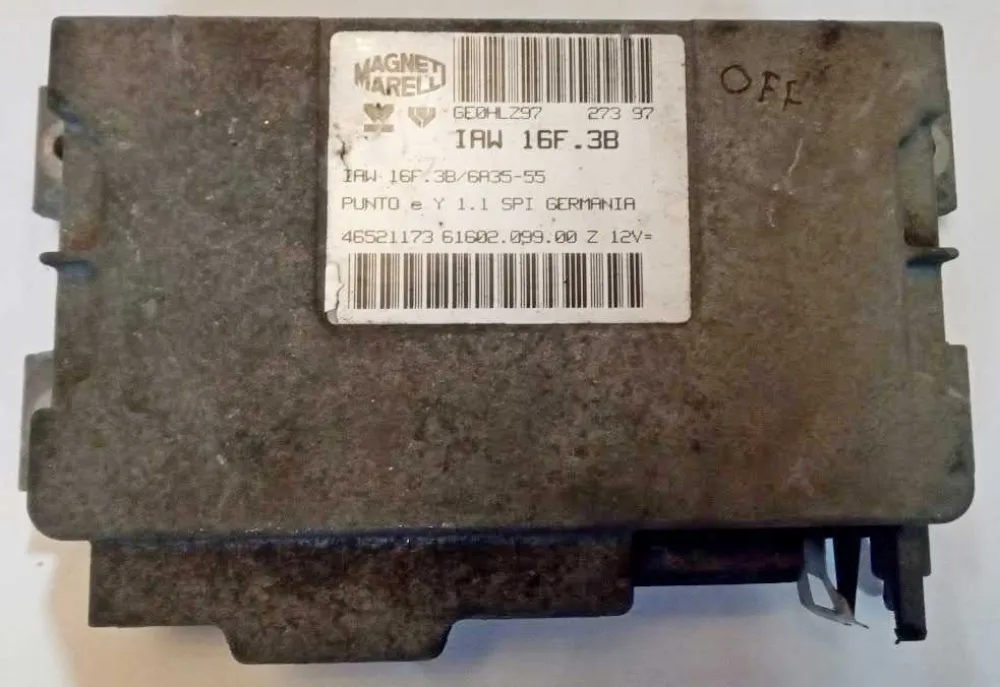 MAGNETI
MARELLI
GE0HLZ97 273 97
IAW 16F.3B
IAW 16F.3B/6A35-55
PUNTO e Y 1.1 SPI GERMANIA
46521173 61602.099.00 Z 12V=
OFF